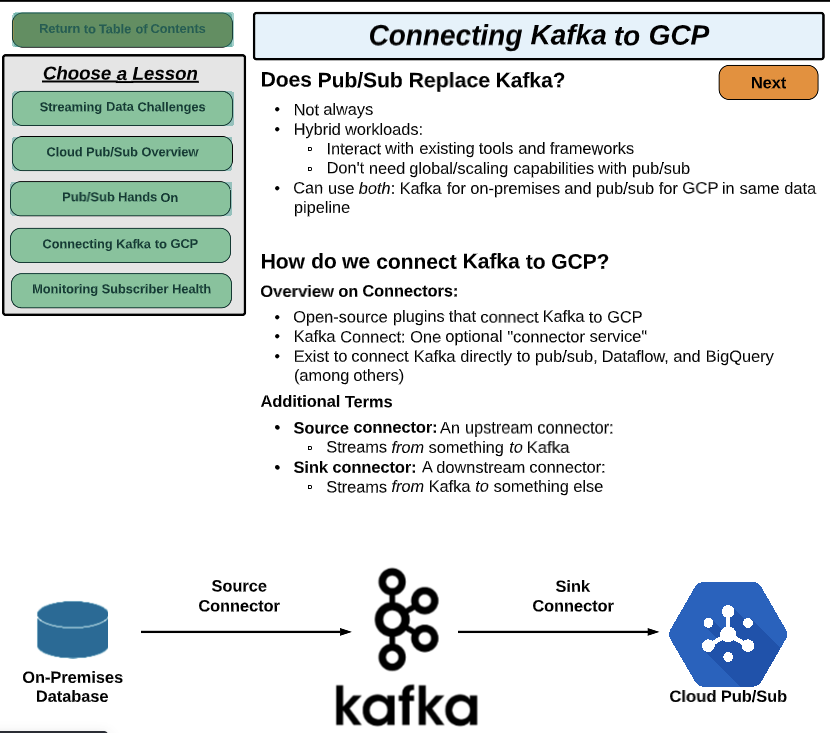 Return to Table of Contents
Choose a Lesson
Streaming Data Challenges
Cloud Pub/Sub Overview
Pub/Sub Hands On
Connecting Kafka to GCP
Monitoring Subscriber Health
Connecting Kafka to GCP
Does Pub/Sub Replace Kafka?
Next
• Not always
• Hybrid workloads:
▫ Interact with existing tools and frameworks
▫ Don't need global/scaling capabilities with pub/sub
• Can use both: Kafka for on-premises and pub/sub for GCP in same data
pipeline
How do we connect Kafka to GCP?
Overview on Connectors:
• Open-source plugins that connect Kafka to GCP
• Kafka Connect: One optional "connector service"
• Exist to connect Kafka directly to pub/sub, Dataflow, and BigQuery
(among others)
Additional Terms
• Source connector: An upstream connector:
▫ Streams from something to Kafka
• Sink connector: A downstream connector:
▫ Streams from Kafka to something else
Source
Connector
Sink
Connector
On-Premises
Database
kafka
Cloud Pub/Sub